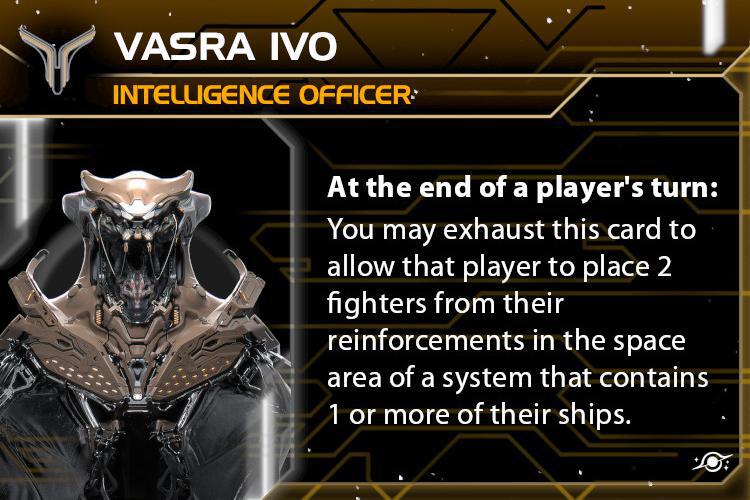 VASRA IVO
INTELLIGENCE OFFICER
At the end of a player's turn:
You may exhaust this card to
allow that player to place 2
fighters from their
reinforcements in the space
area of a system that contains
1 or more of their ships.